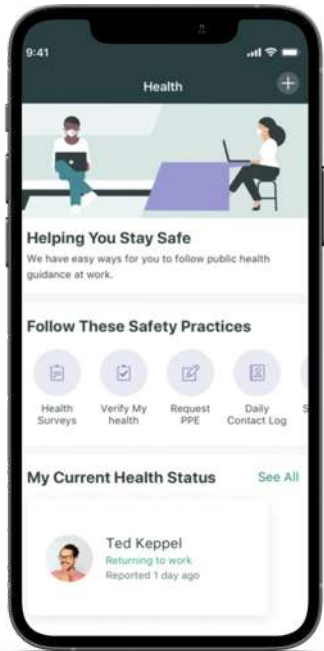 9:41
Health
Helping You Stay Safe
We have easy ways for you to follow public health
guidance at work.
Follow These Safety Practices
Health Verify My Request Daily S
Surveys health PPE Contact Log
My Current Health Status See All
Ted Keppel
Returning to work
Reported 1 day ago